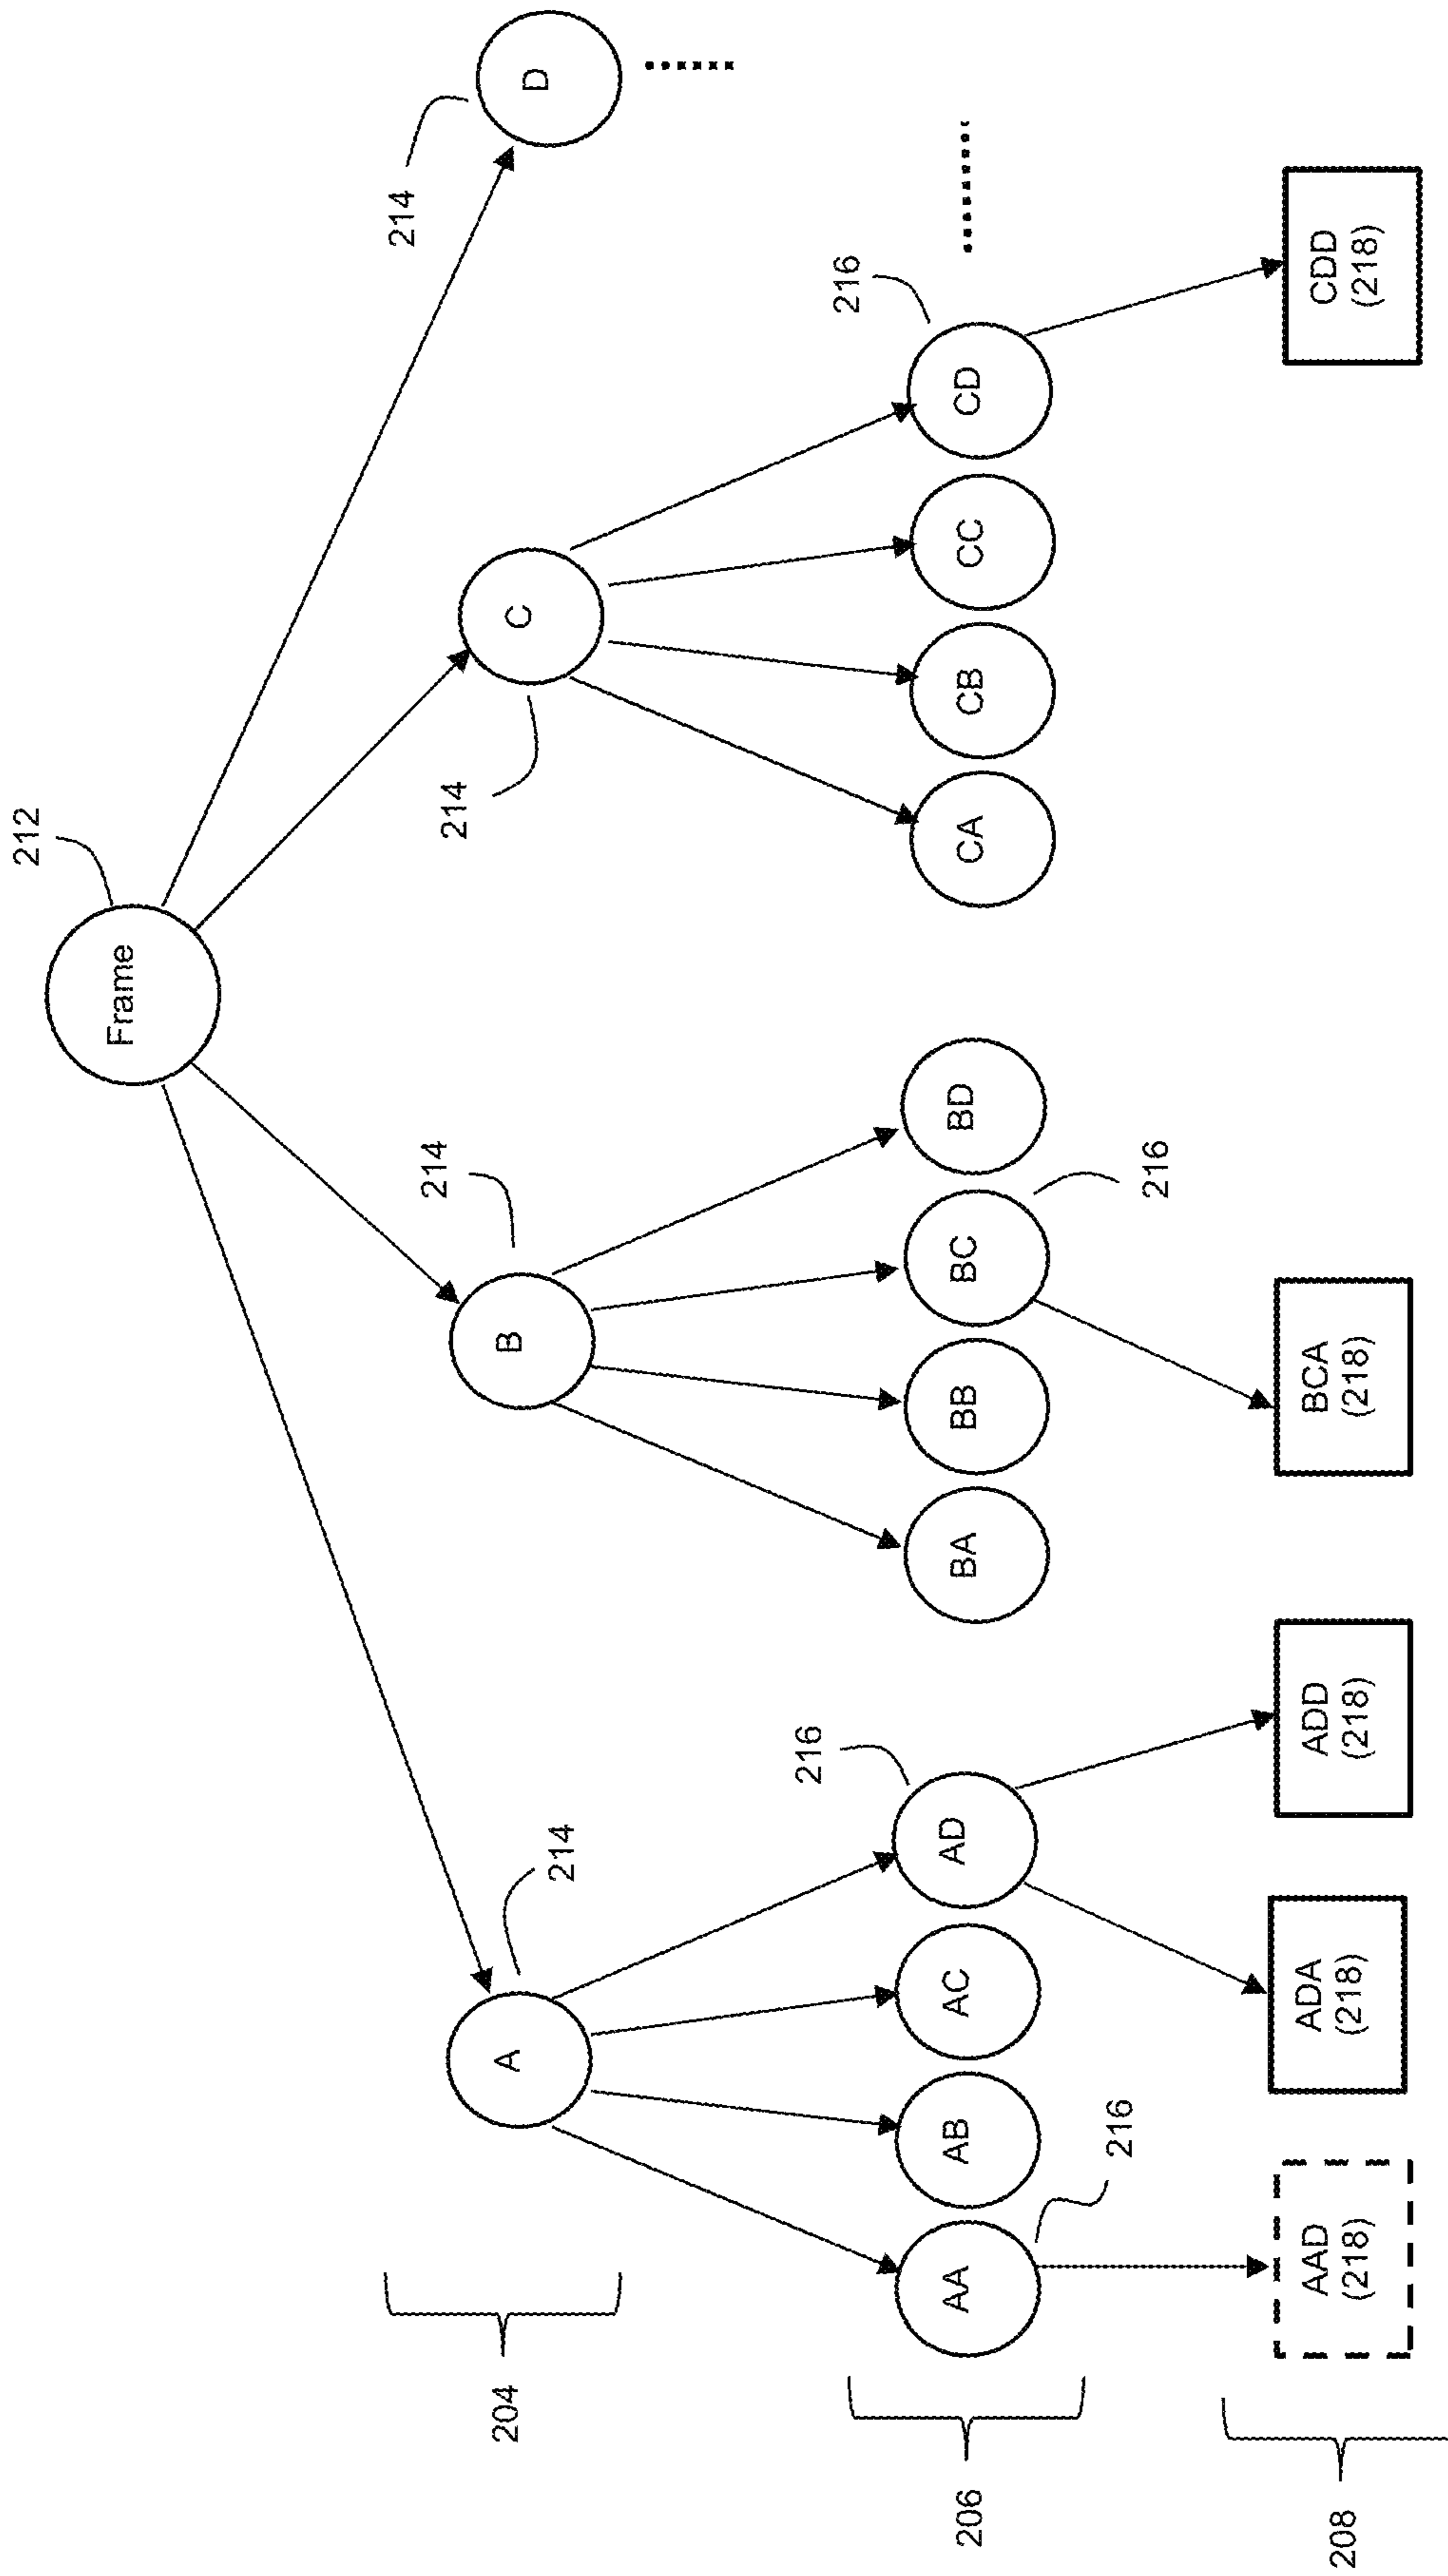 212
Frame
214
214
214
214
A
B
C
D
204
216
216
216
216
AA
AB
AC
AD
BA
BB
BC
BD
CA
CB
CC
CD
206
AAD
(218)
ADA
(218)
ADD
(218)
BCA
(218)
CDD
(218)
208